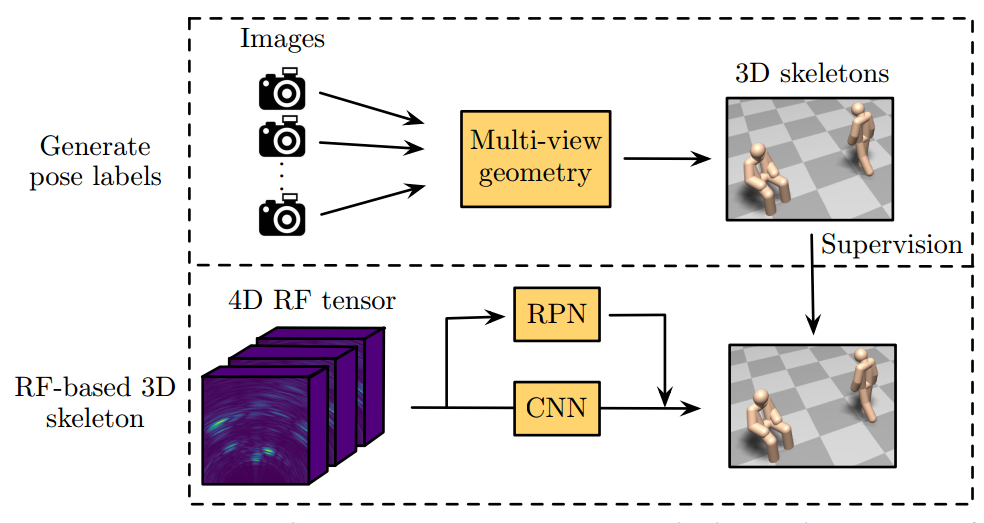 Images
3D skeletons
Generate
pose labels
Multi-view
geometry
Supervision
4D RF tensor
RPN
RF-based 3D
skeleton
CNN